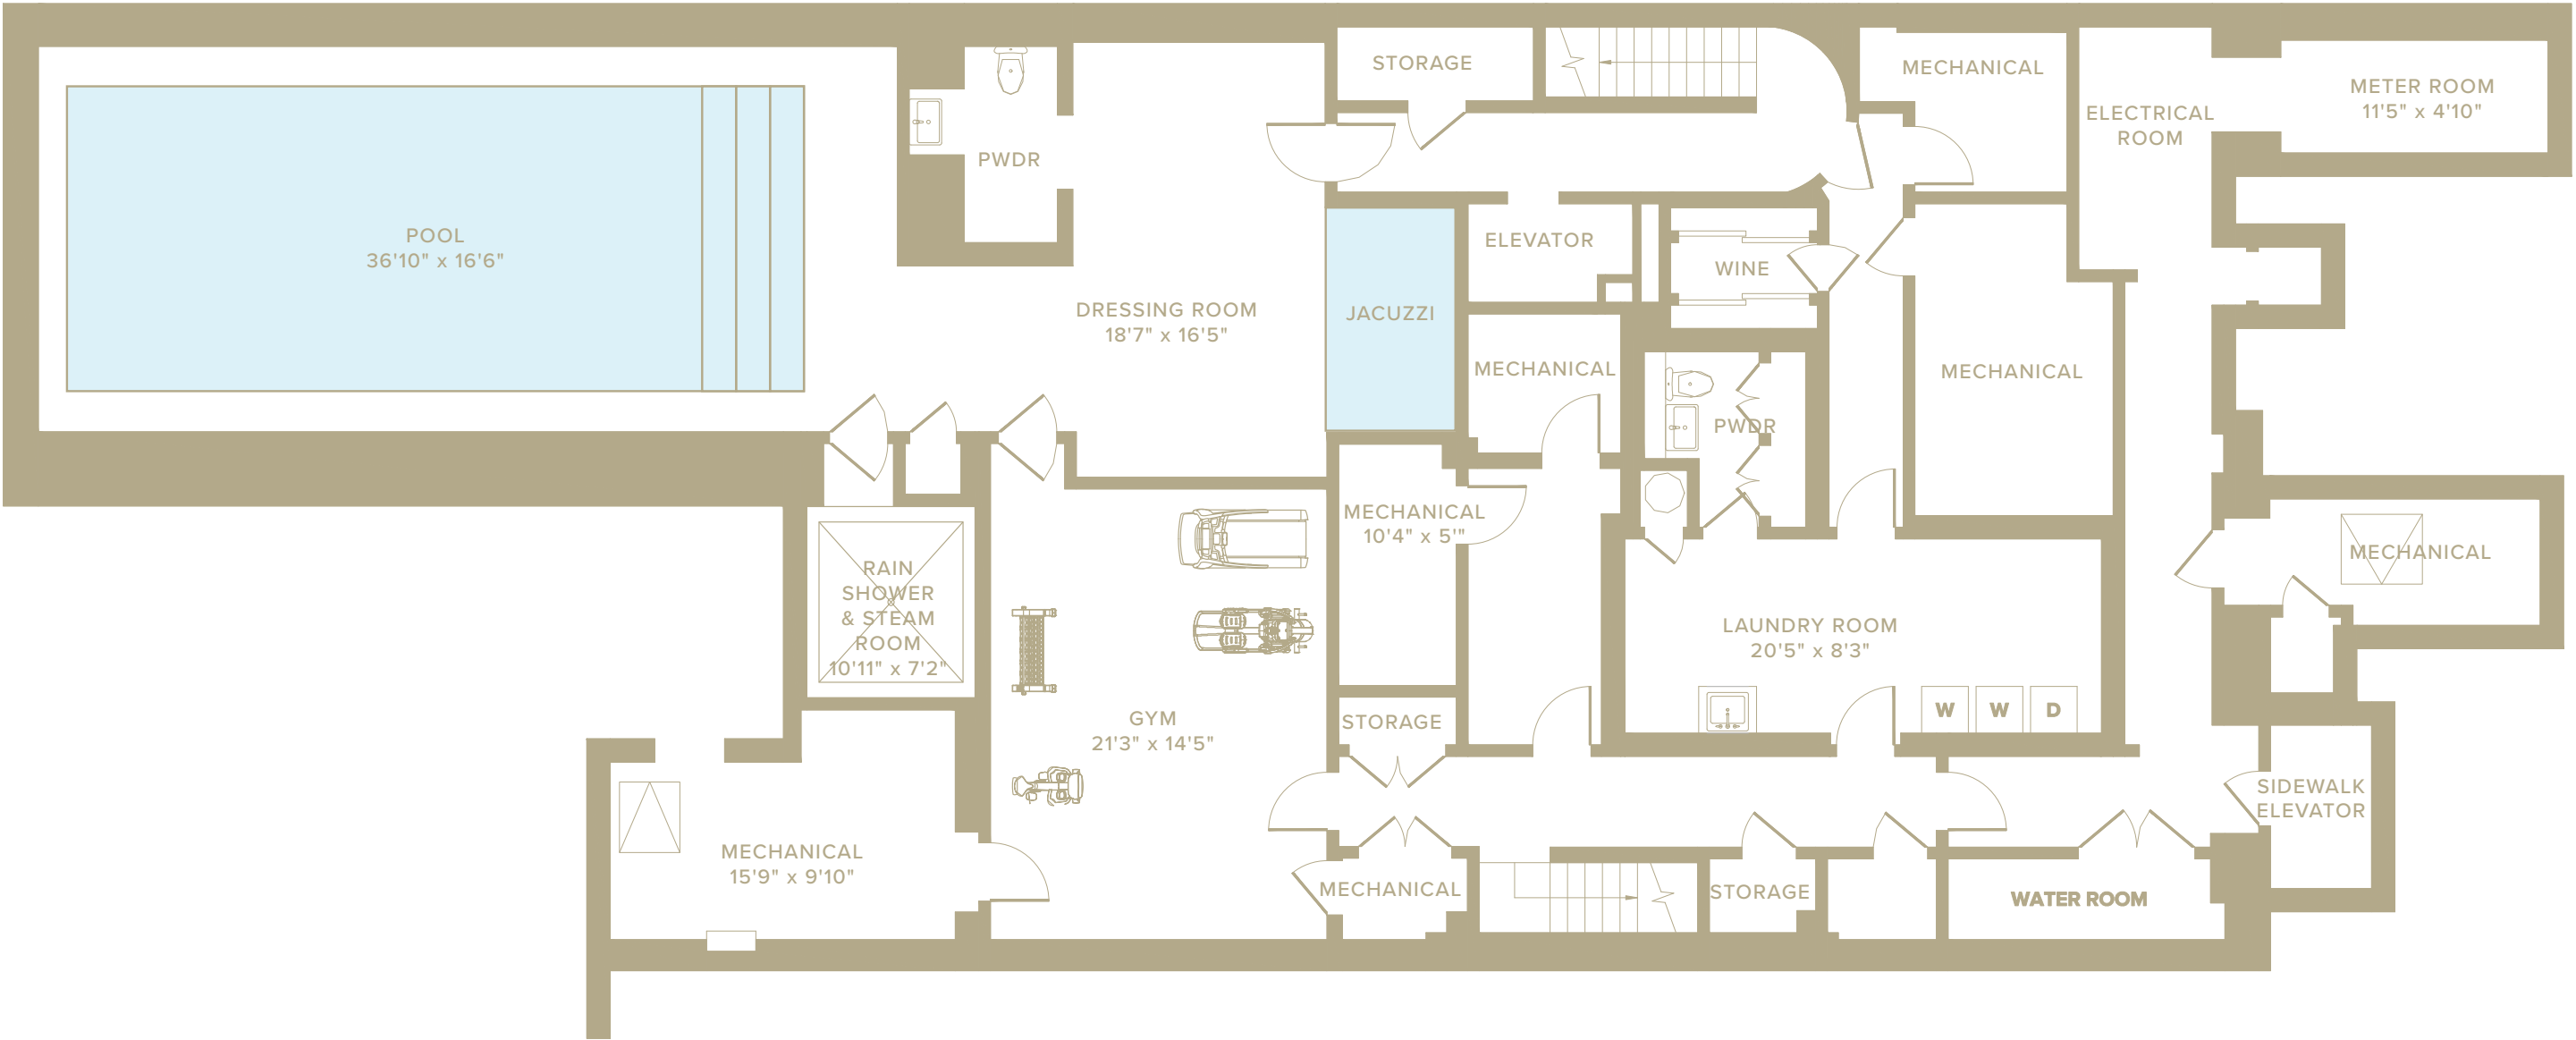 STORAGE
MECHANICAL
METER ROOM
11'5" x 4'10"
ELECTRICAL
ROOM
PWDR
POOL
36'10" x 16'6"
ELEVATOR
WINE
DRESSING ROOM
18'7" x 16'5"
JACUZZI
MECHANICAL
MECHANICAL
PWDR
MECHANICAL
10'4" x 5'"
MECHANICAL
RAIN
SHOWER
& STEAM
ROOM
10'11" x 7'2"
LAUNDRY ROOM
20'5" x 8'3"
GYM
21'3" x 14'5"
STORAGE
W W D
SIDEWALK
ELEVATOR
MECHANICAL
15'9" x 9'10"
MECHANICAL
STORAGE
WATER ROOM